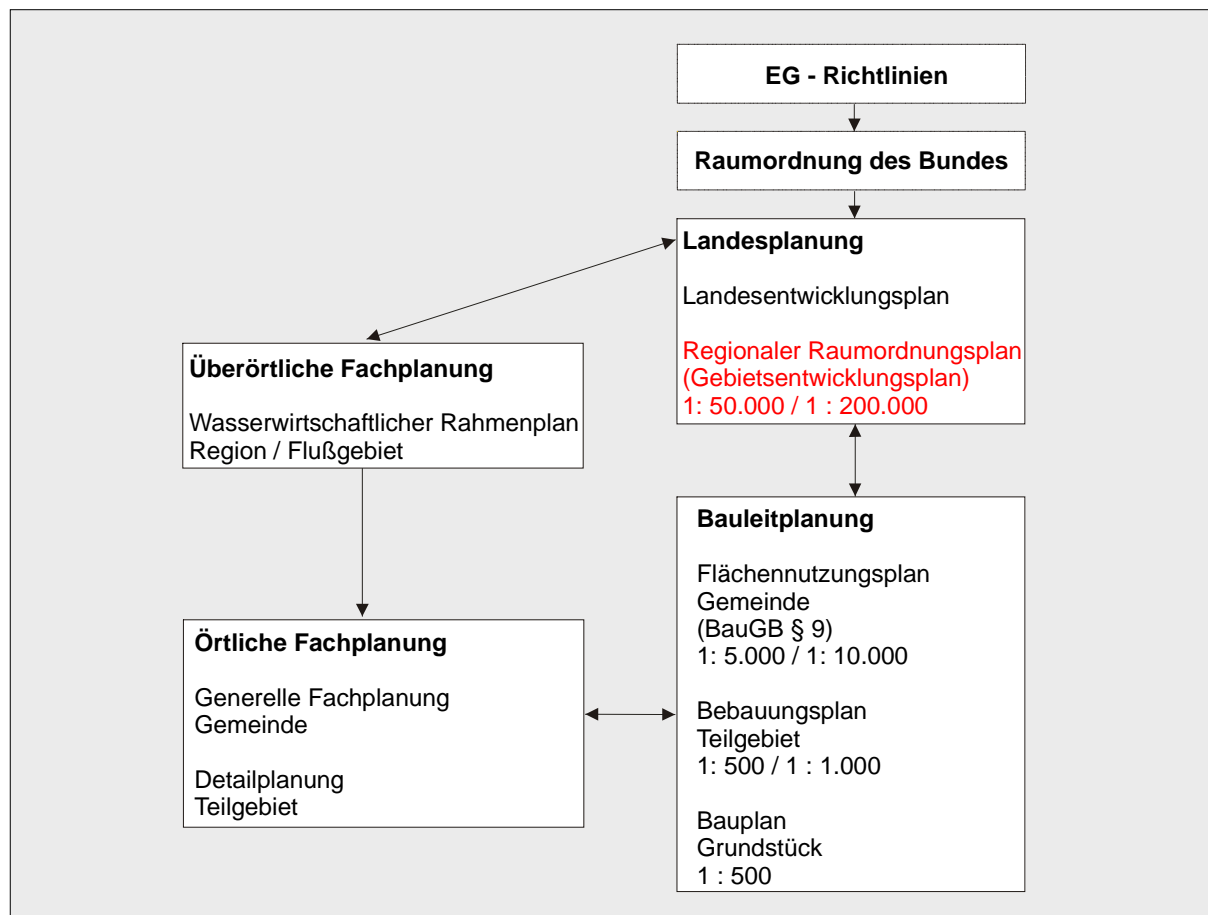 EG - Richtlinien
Raumordnung des Bundes
Landesplanung
Landesentwicklungsplan
Regionaler Raumordnungsplan
(Gebietsentwicklungsplan)
1: 50.000 / 1 : 200.000
Überörtliche Fachplanung
Wasserwirtschaftlicher Rahmenplan
Region / Flußgebiet
Bauleitplanung
Flächennutzungsplan
Gemeinde
(BauGB § 9)
1: 5.000 / 1: 10.000
Bebauungsplan
Teilgebiet
1: 500 / 1 : 1.000
Bauplan
Grundstück
1 : 500
Örtliche Fachplanung
Generelle Fachplanung
Gemeinde
Detailplanung
Teilgebiet